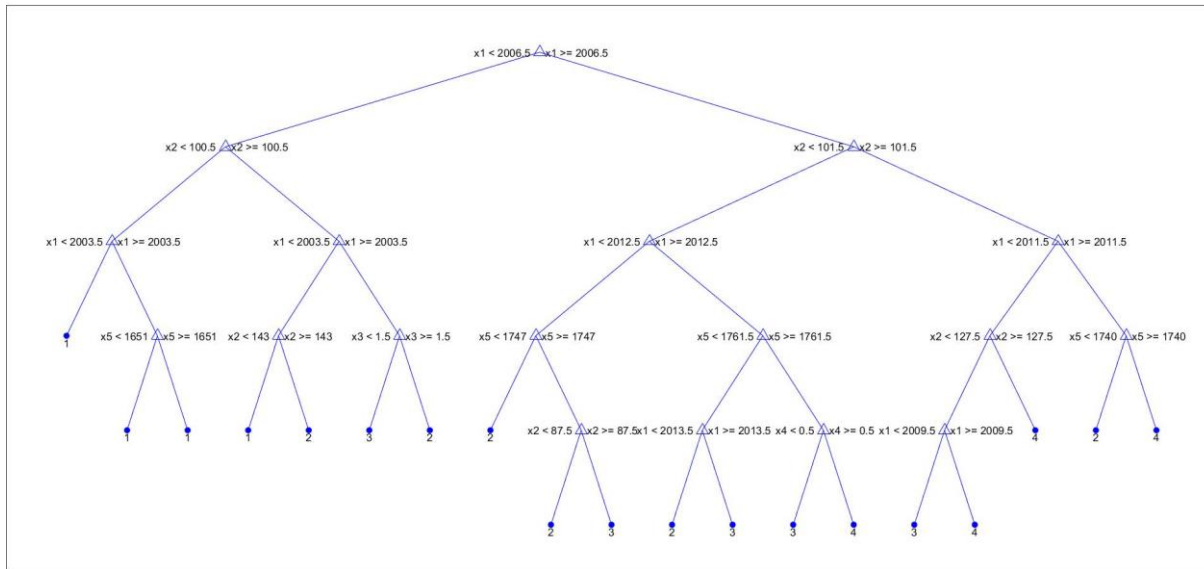 x1 < 2006.5 x1 >= 2006.5
x2 < 100.5 x2 >= 100.5 x2 < 101.5 x2 >= 101.5
x1 < 2003.5 x1 >= 2003.5 x1 < 2003.5 x1 >= 2003.5 x1 < 2012.5 x1 >= 2012.5 x1 < 2011.5 x1 >= 2011.5
1 x5 < 1651 x5 >= 1651 x2 < 143 x2 >= 143 x3 < 1.5 x3 >= 1.5 x5 < 1747 x5 >= 1747 x5 < 1761.5 x5 >= 1761.5 x2 < 127.5 x2 >= 127.5 x5 < 1740 x5 >= 1740
1 1 1 2 3 2 2 x2 < 87.5 x2 >= 87.5 x1 < 2013.5 x1 >= 2013.5 x4 < 0.5 x4 >= 0.5 x1 < 2009.5 x1 >= 2009.5 4 2 4
2 3 2 3 3 4 3 4